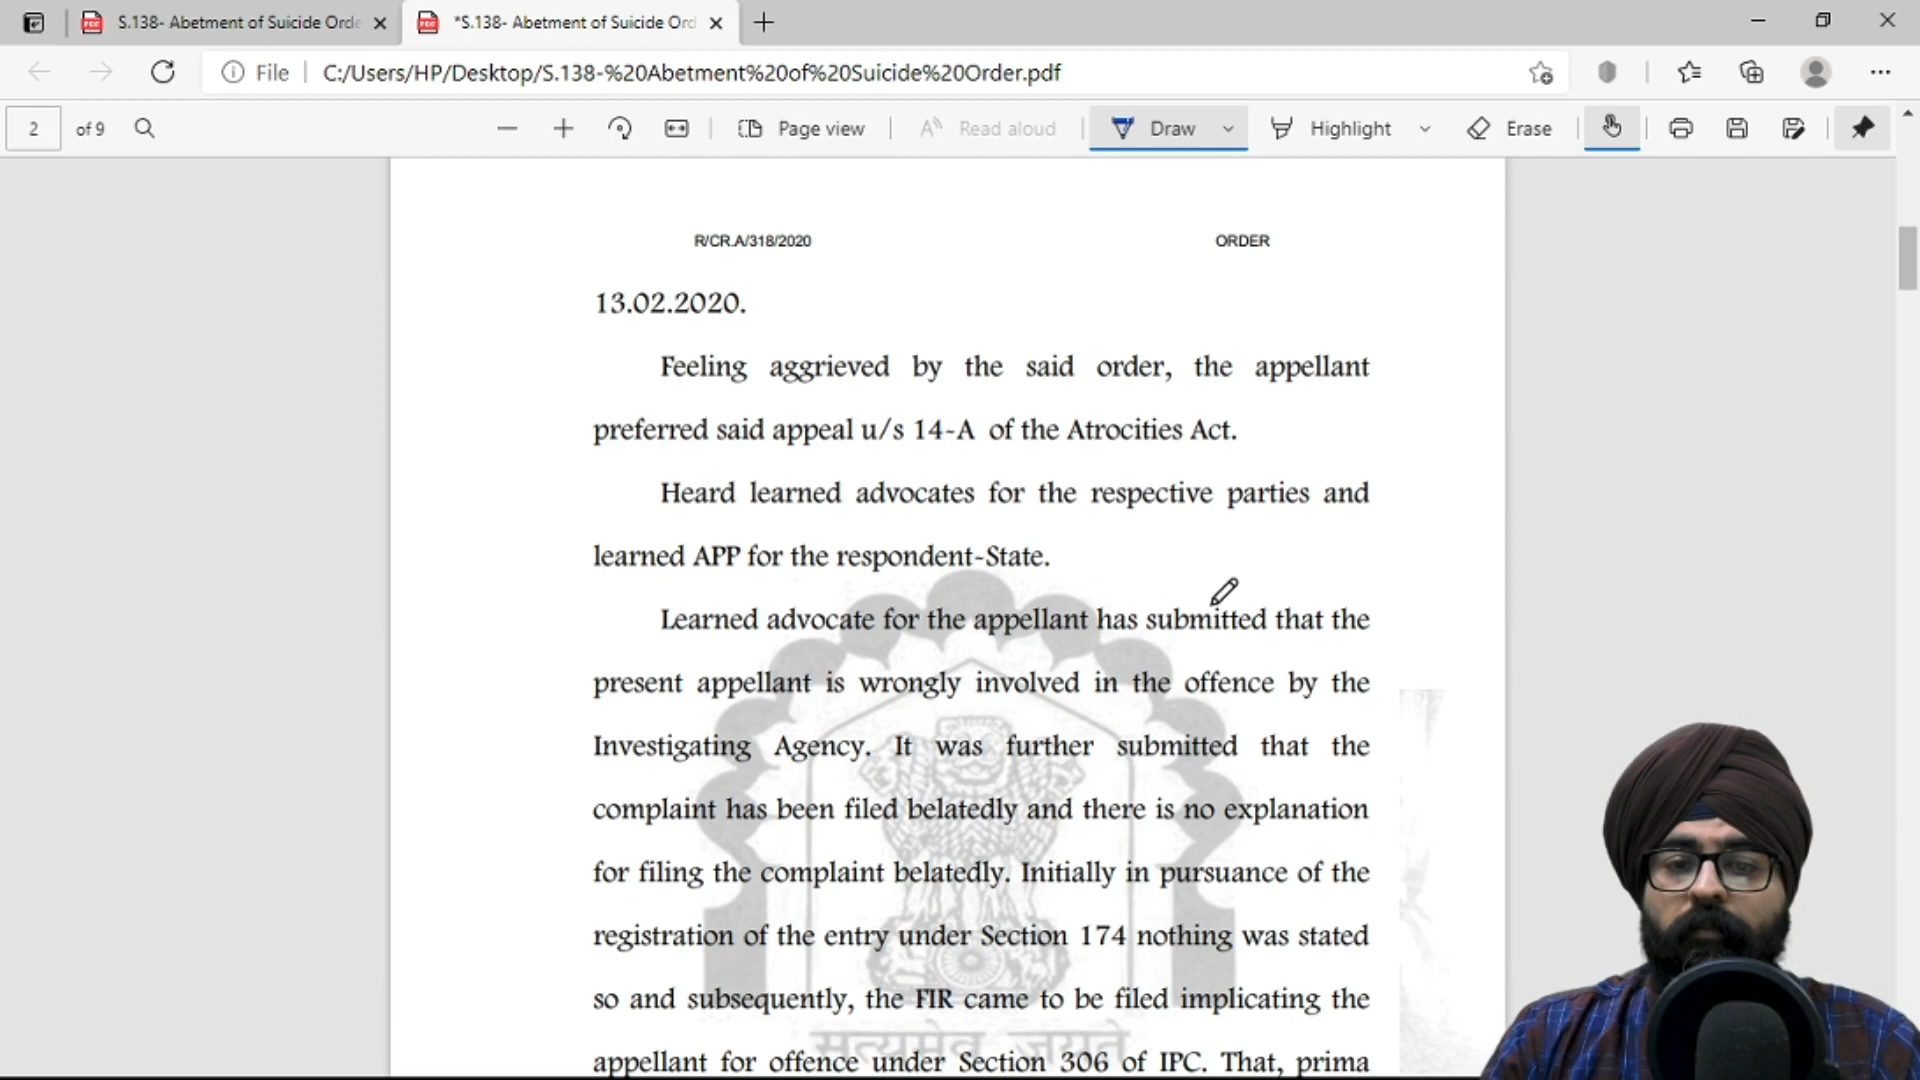 S.138- Abetment of Suicide Orde
*S.138- Abetment of Suicide Ord
File
C:/Users/HP/Desktop/S.138-%20Abetment%20of%20Suicide%20Order.pdf
2 of 9
Page view
Read aloud
Draw
Highlight
Erase
R/CR.A/318/2020
ORDER
13.02.2020.
Feeling aggrieved by the said order, the appellant
preferred said appeal u/s 14-A of the Atrocities Act.
Heard learned advocates for the respective parties and
learned APP for the respondent-State.
Learned advocate for the appellant has submitted that the
present appellant is wrongly involved in the offence by the
Investigating Agency. It was further submitted that the
complaint has been filed belatedly and there is no explanation
for filing the complaint belatedly. Initially in pursuance of the
registration of the entry under Section 174 nothing was stated
so and subsequently, the FIR came to be filed implicating the
सत्यमेव जयते
appellant for offence under Section 306 of IPC. That, prima